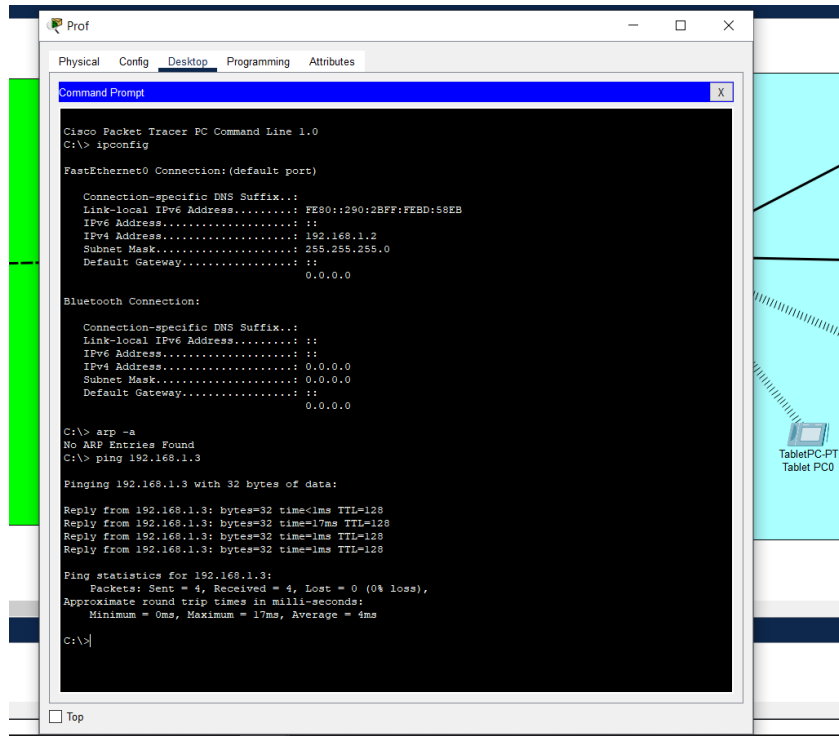 Prof
Physical Config Desktop Programming Attributes
Command Prompt X
Cisco Packet Tracer PC Command Line 1.0
C:\> ipconfig
FastEthernet0 Connection:(default port)
Connection-specific DNS Suffix..:
Link-local IPv6 Address.........: FE80::290:2BFF:FEBD:58EB
IPv6 Address....................: ::
IPv4 Address....................: 192.168.1.2
Subnet Mask.....................: 255.255.255.0
Default Gateway.................: ::
0.0.0.0
Bluetooth Connection:
Connection-specific DNS Suffix..:
Link-local IPv6 Address.........: ::
IPv6 Address....................: ::
IPv4 Address....................: 0.0.0.0
Subnet Mask.....................: 0.0.0.0
Default Gateway.................: ::
0.0.0.0
C:\> arp -a
No ARP Entries Found
C:\> ping 192.168.1.3
Pinging 192.168.1.3 with 32 bytes of data:
Reply from 192.168.1.3: bytes=32 time<1ms TTL=128
Reply from 192.168.1.3: bytes=32 time=17ms TTL=128
Reply from 192.168.1.3: bytes=32 time=1ms TTL=128
Reply from 192.168.1.3: bytes=32 time=1ms TTL=128
Ping statistics for 192.168.1.3:
Packets: Sent = 4, Received = 4, Lost = 0 (0% loss),
Approximate round trip times in milli-seconds:
Minimum = 0ms, Maximum = 17ms, Average = 4ms
C:\>
Top
TabletPC-PT
Tablet PC0